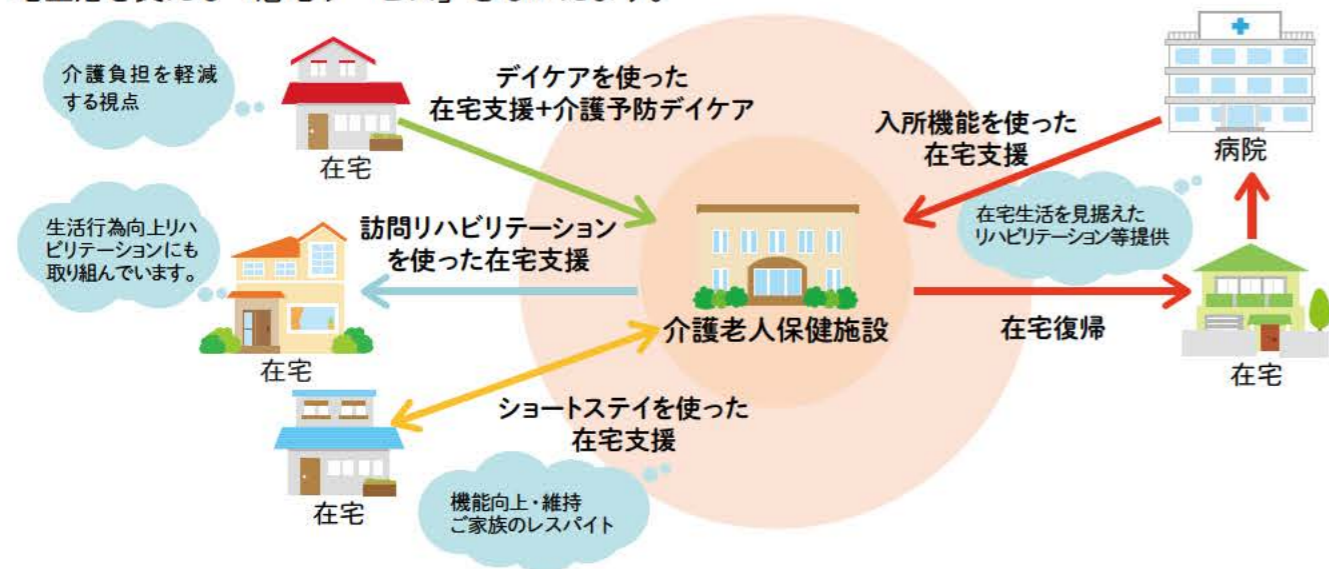 介護負担を軽減
する視点
在宅
デイケアを使った
在宅支援+介護予防デイケア
入所機能を使った
在宅支援
病院
生活行為向上リハ
ビリテーションにも
取り組んでいます。
在宅
訪問リハビリテーション
を使った在宅支援
介護老人保健施設
在宅生活を見据えた
リハビリテーション等提供
在宅復帰
在宅
在宅
ショートステイを使った
在宅支援
機能向上・維持
ご家族のレスパイト